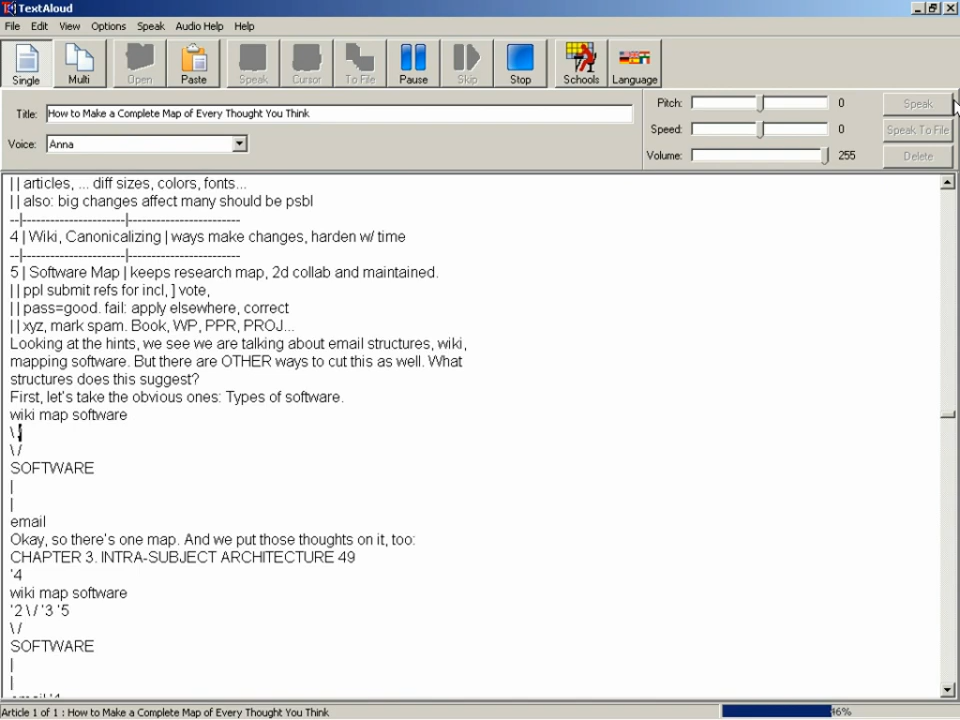 TextAloud
File Edit View Options Speak Audio Help Help
Single Multi Open Paste Speak Cursor To File Pause Skip Stop Schools Language
Title: How to Make a Complete Map of Every Thought You Think
Voice: Anna
Pitch: 0 Speak
Speed: 0 Speak To File
Volume: 255 Delete
| | articles, ... diff sizes, colors, fonts...
| | also: big changes affect many should be psbl
--|----------------------|------------------------
4 | Wiki, Canonicalizing | ways make changes, harden w/ time
--|----------------------|------------------------
5 | Software Map | keeps research map, 2d collab and maintained.
| | ppl submit refs for incl, ] vote,
| | pass=good. fail: apply elsewhere, correct
| | xyz, mark spam. Book, WP, PPR, PROJ...
Looking at the hints, we see we are talking about email structures, wiki,
mapping software. But there are OTHER ways to cut this as well. What
structures does this suggest?
First, let's take the obvious ones: Types of software.
wiki map software
\ /
\ /
SOFTWARE
|
|
email
Okay, so there's one map. And we put those thoughts on it, too:
CHAPTER 3. INTRA-SUBJECT ARCHITECTURE 49
'4
wiki map software
'2 \ / '3 '5
\ /
SOFTWARE
|
|
email '1
Article 1 of 1 : How to Make a Complete Map of Every Thought You Think 46%